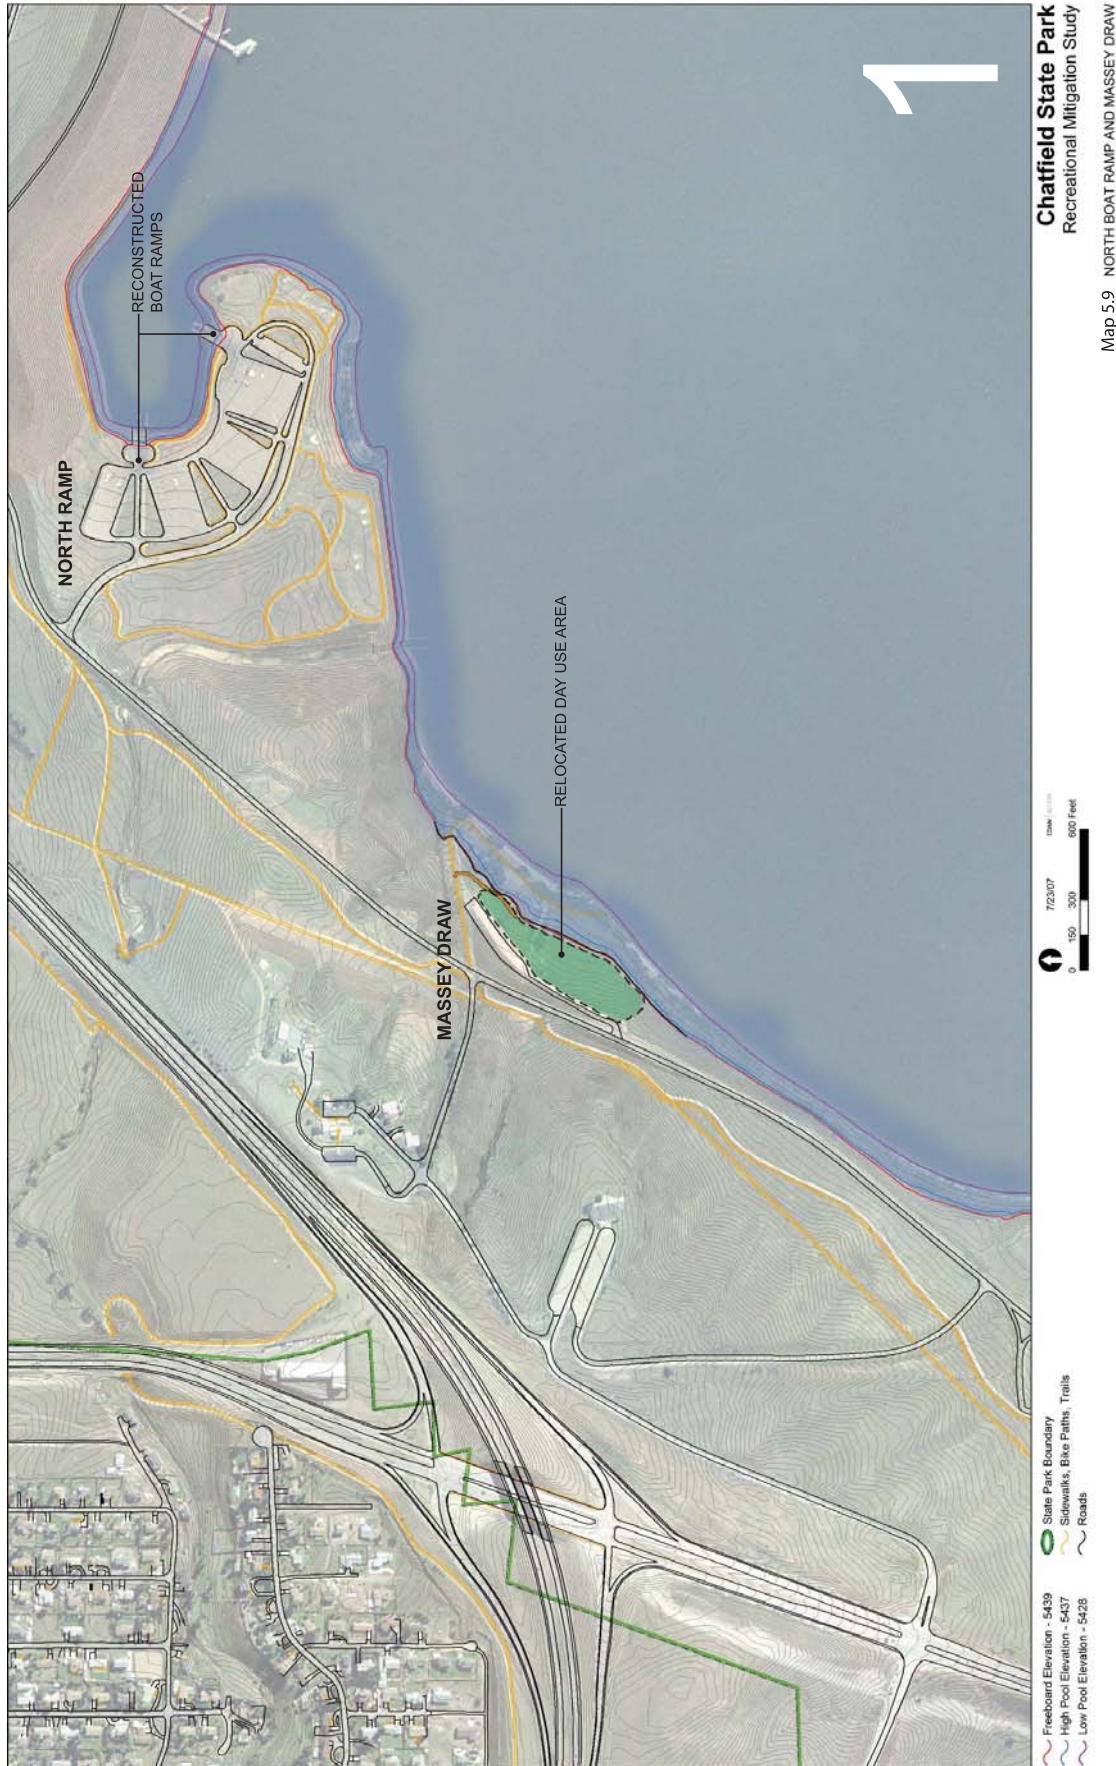 NORTH RAMP
RECONSTRUCTED
BOAT RAMPS
MASSEY DRAW
RELOCATED DAY USE AREA
1
Freeboard Elevation - 5439
High Pool Elevation - 5437
Low Pool Elevation - 5428
State Park Boundary
Sidewalks, Bike Paths, Trails
Roads
7/23/07
0 150 300 600 Feet
Chatfield State Park
Recreational Mitigation Study
Map 5.9 NORTH BOAT RAMP AND MASSEY DRAW